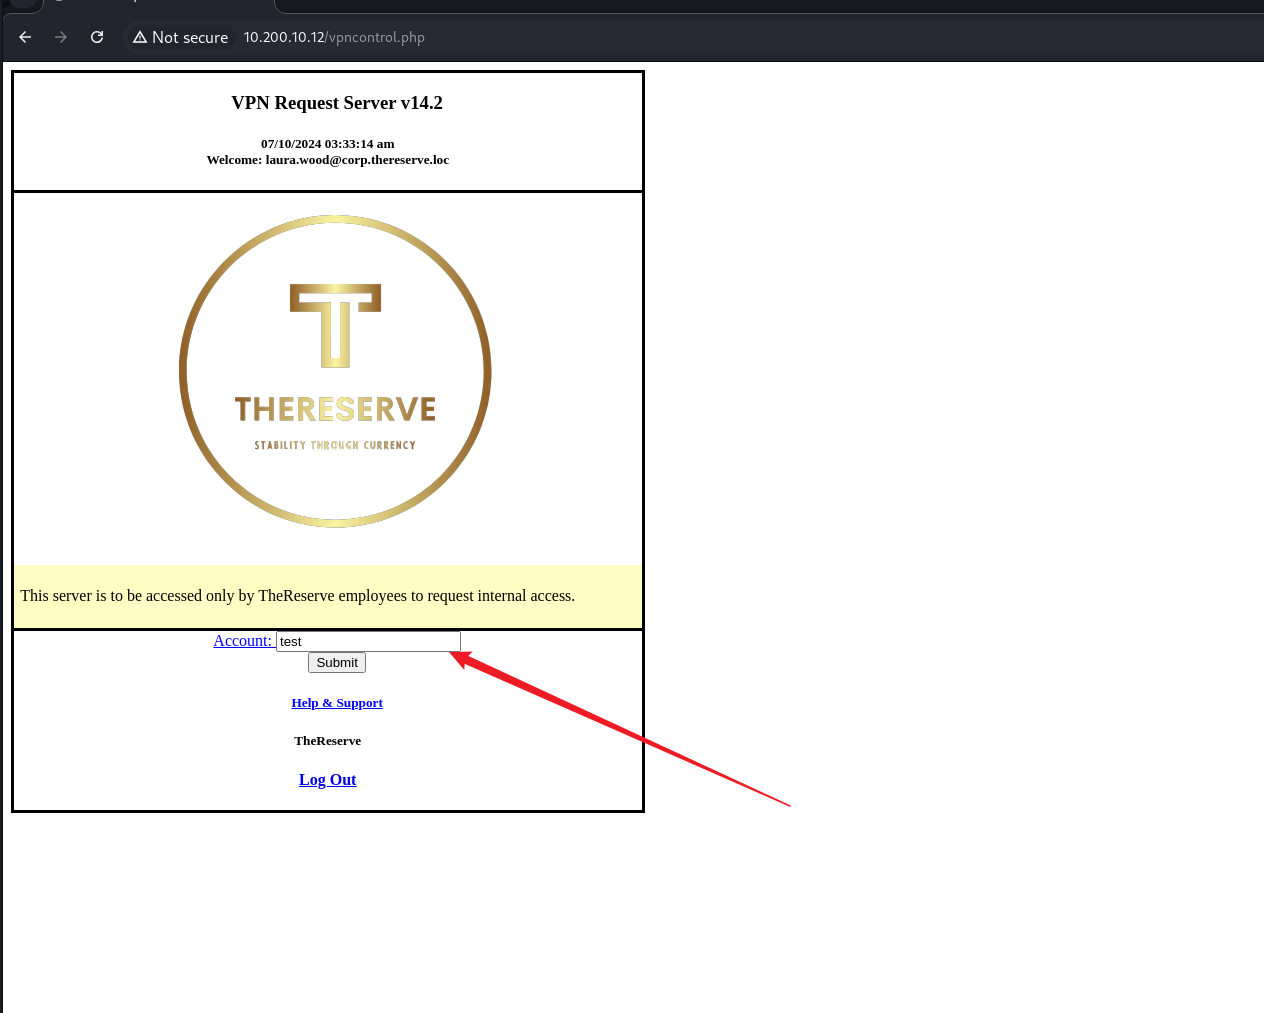 Not secure 10.200.10.12/vpncontrol.php
VPN Request Server v14.2
07/10/2024 03:33:14 am
Welcome: laura.wood@corp.thereserve.loc
THERESERVE
STABILITY THROUGH CURRENCY
This server is to be accessed only by TheReserve employees to request internal access.
Account: test
Submit
Help & Support
TheReserve
Log Out